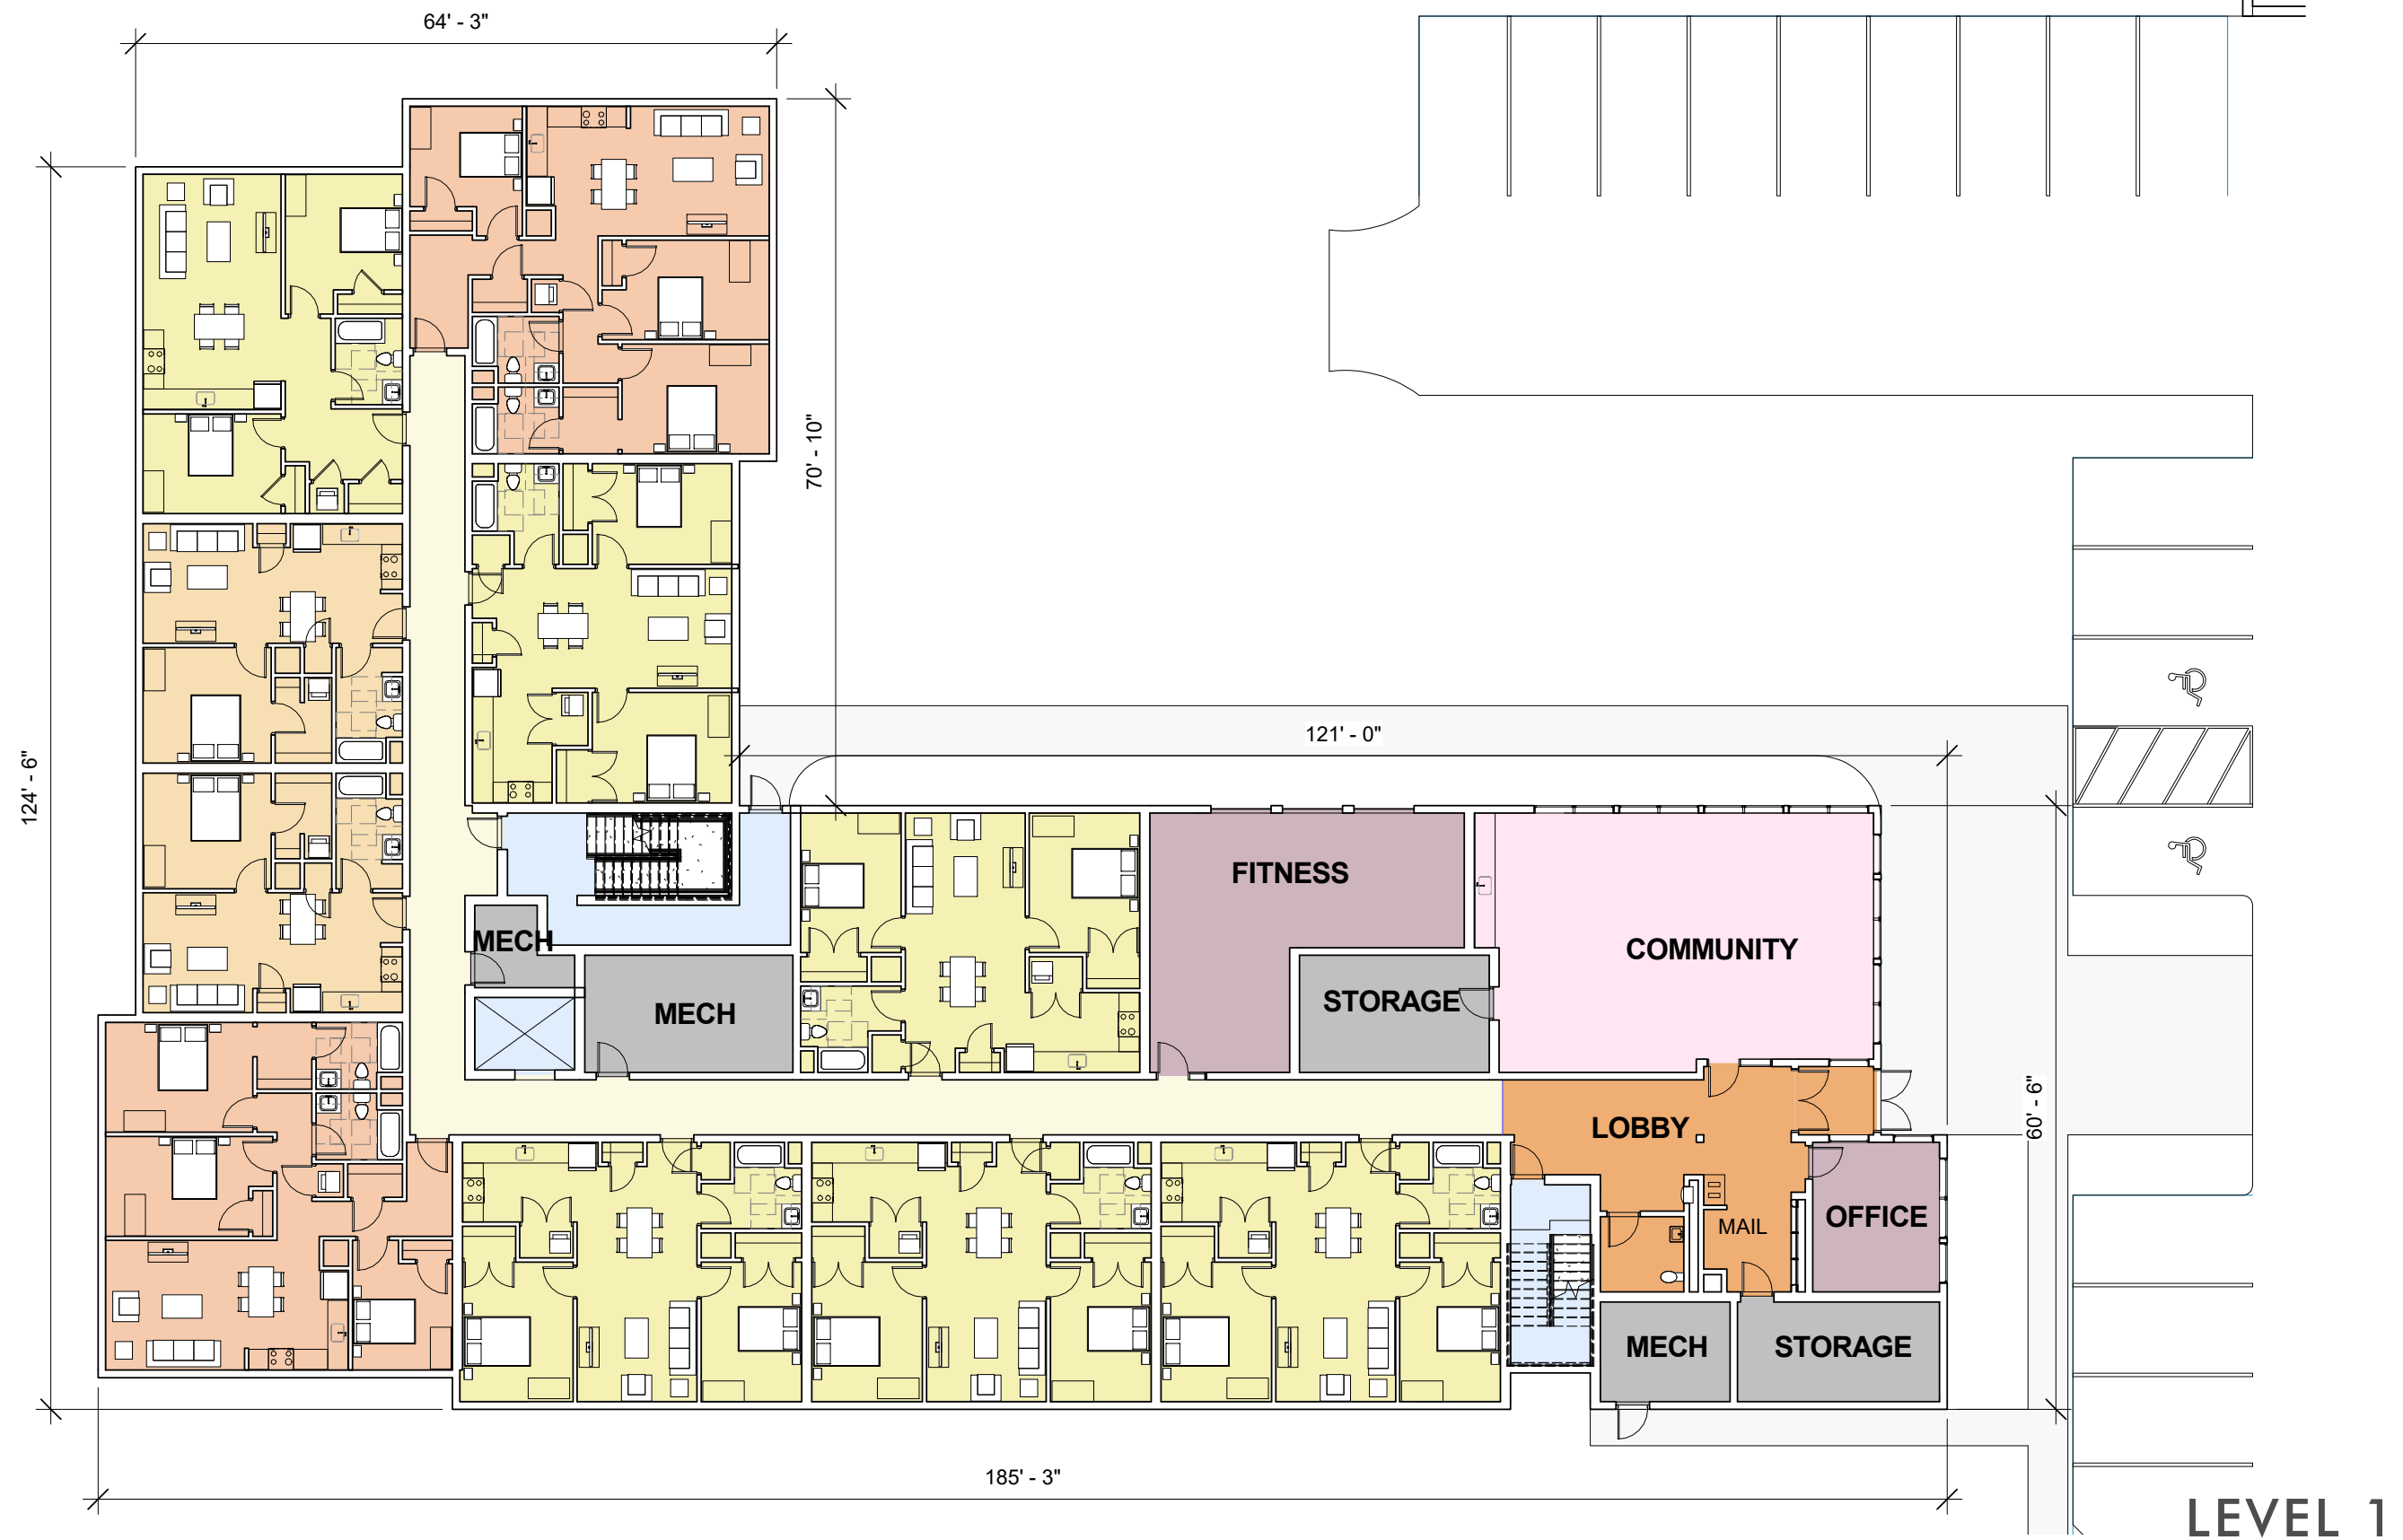 64' - 3"
70' - 10"
124' - 6"
121' - 0"
FITNESS
COMMUNITY
MECH
MECH
STORAGE
LOBBY
60' - 6"
MAIL
OFFICE
MECH
STORAGE
185' - 3"
LEVEL 1